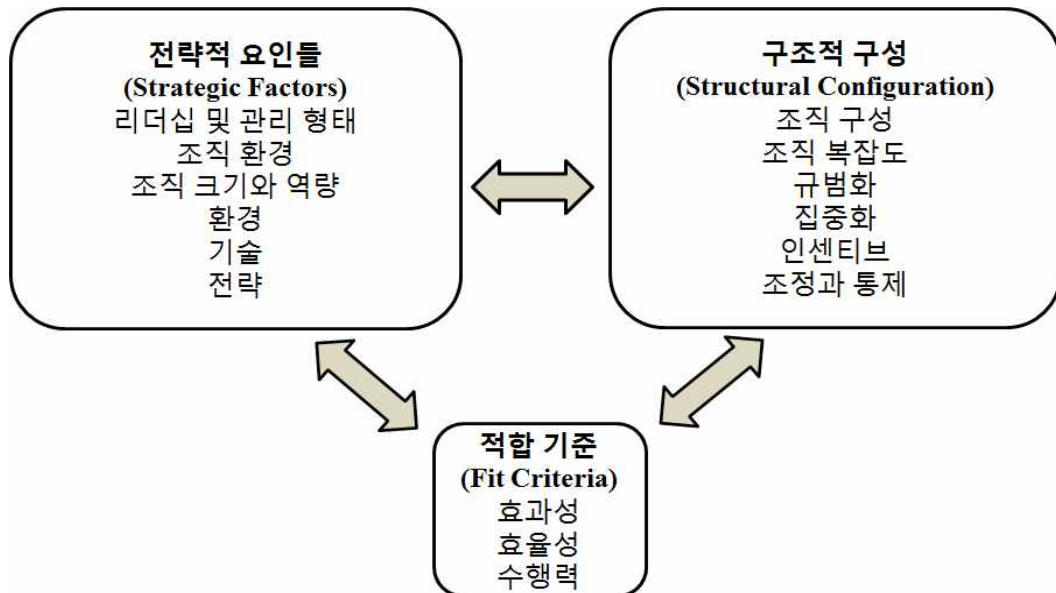 전략적 요인들
(Strategic Factors)
리더십 및 관리 형태
조직 환경
조직 크기와 역량
환경
기술
전략
구조적 구성
(Structural Configuration)
조직 구성
조직 복잡도
규범화
집중화
인센티브
조정과 통제
적합 기준
(Fit Criteria)
효과성
효율성
수행력